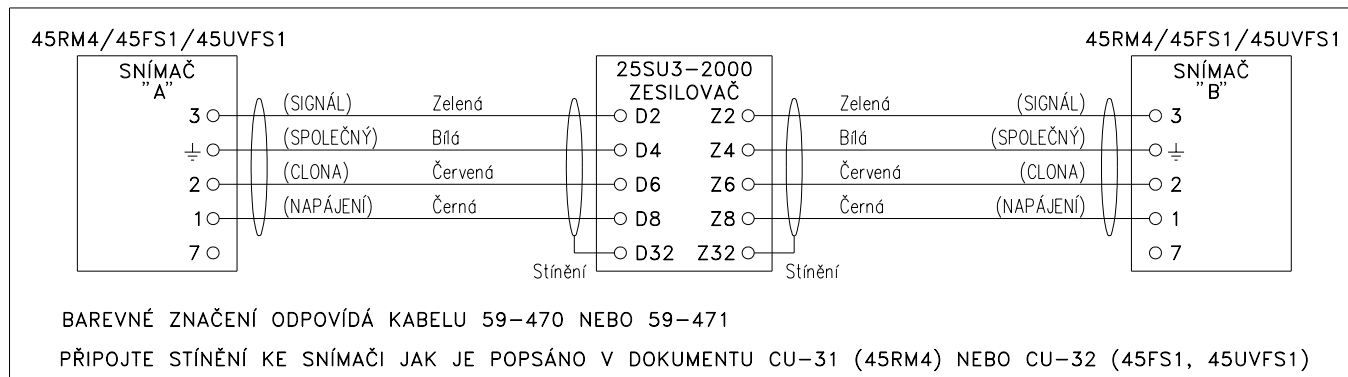 45RM4/45FS1/45UVFS1 45RM4/45FS1/45UVFS1
SNÍMAČ 25SU3-2000 SNÍMAČ
"A" ZESILOVAČ "B"
3 (SIGNÁL) Zelená D2 Z2 Zelená (SIGNÁL) 3
(SPOLEČNÝ) Bílá D4 Z4 Bílá (SPOLEČNÝ)
2 (CLONA) Červená D6 Z6 Červená (CLONA) 2
1 (NAPÁJENÍ) Černá D8 Z8 Černá (NAPÁJENÍ) 1
7 D32 Z32 7
Stínění Stínění
BAREVNÉ ZNAČENÍ ODPOVÍDÁ KABELU 59-470 NEBO 59-471
PŘIPOJTE STÍNĚNÍ KE SNÍMAČI JAK JE POPSÁNO V DOKUMENTU CU-31 (45RM4) NEBO CU-32 (45FS1, 45UVFS1)